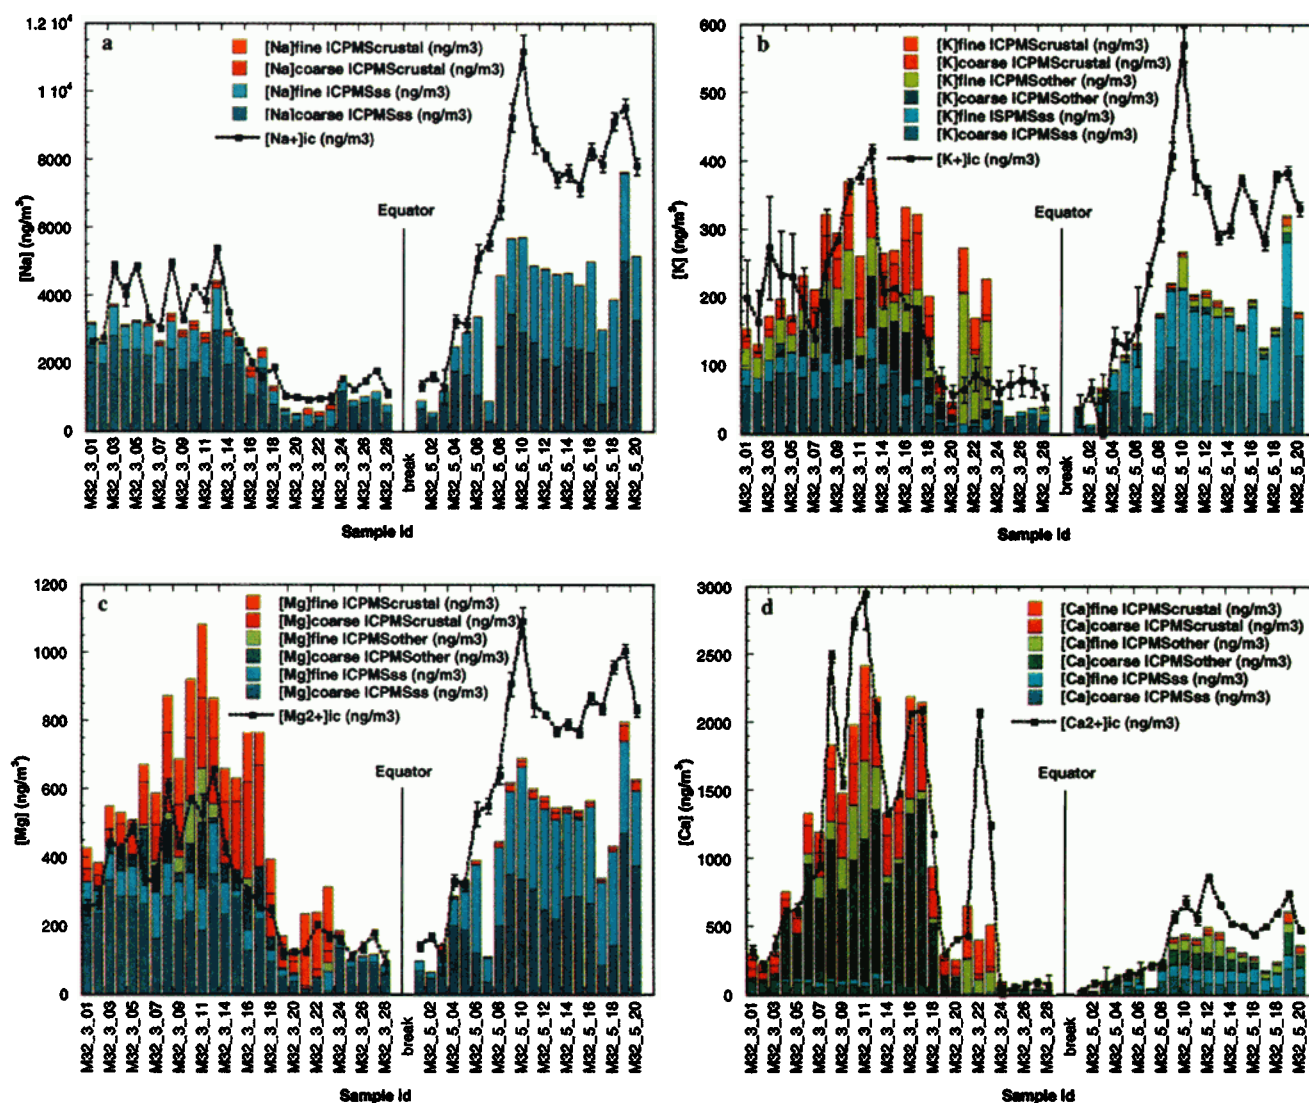 a
[Na]fine ICPMScrustal (ng/m3)
[Na]coarse ICPMScrustal (ng/m3)
[Na]fine ICPMSss (ng/m3)
[Na]coarse ICPMSss (ng/m3)
[Na+]ic (ng/m3)
Equator
[Na] (ng/m³)
1.2 10⁴
1 10⁴
8000
6000
4000
2000
0
M32_3_01
M32_3_03
M32_3_05
M32_3_07
M32_3_09
M32_3_11
M32_3_14
M32_3_16
M32_3_18
M32_3_20
M32_3_22
M32_3_24
M32_3_26
M32_3_28
break
M32_5_02
M32_5_04
M32_5_06
M32_5_08
M32_5_10
M32_5_12
M32_5_14
M32_5_16
M32_5_18
M32_5_20
Sample id
b
[K]fine ICPMScrustal (ng/m3)
[K]coarse ICPMScrustal (ng/m3)
[K]fine ICPMSother (ng/m3)
[K]coarse ICPMSother (ng/m3)
[K]fine ISPMSss (ng/m3)
[K]coarse ICPMSss (ng/m3)
[K+]ic (ng/m3)
Equator
[K] (ng/m³)
600
500
400
300
200
100
0
M32_3_01
M32_3_03
M32_3_05
M32_3_07
M32_3_09
M32_3_11
M32_3_14
M32_3_16
M32_3_18
M32_3_20
M32_3_22
M32_3_24
M32_3_26
M32_3_28
break
M32_5_02
M32_5_04
M32_5_06
M32_5_08
M32_5_10
M32_5_12
M32_5_14
M32_5_16
M32_5_18
M32_5_20
Sample id
c
[Mg]fine ICPMScrustal (ng/m3)
[Mg]coarse ICPMScrustal (ng/m3)
[Mg]fine ICPMSother (ng/m3)
[Mg]coarse ICPMSother (ng/m3)
[Mg]fine ICPMSss (ng/m3)
[Mg]coarse ICPMSss (ng/m3)
[Mg2+]ic (ng/m3)
Equator
[Mg] (ng/m³)
1200
1000
800
600
400
200
0
M32_3_01
M32_3_03
M32_3_05
M32_3_07
M32_3_09
M32_3_11
M32_3_14
M32_3_16
M32_3_18
M32_3_20
M32_3_22
M32_3_24
M32_3_26
M32_3_28
break
M32_5_02
M32_5_04
M32_5_06
M32_5_08
M32_5_10
M32_5_12
M32_5_14
M32_5_16
M32_5_18
M32_5_20
Sample id
d
[Ca]fine ICPMScrustal (ng/m3)
[Ca]coarse ICPMScrustal (ng/m3)
[Ca]fine ICPMSother (ng/m3)
[Ca]coarse ICPMSother (ng/m3)
[Ca]fine ICPMSss (ng/m3)
[Ca]coarse ICPMSss (ng/m3)
[Ca2+]ic (ng/m3)
Equator
[Ca] (ng/m³)
3000
2500
2000
1500
1000
500
0
M32_3_01
M32_3_03
M32_8_05
M32_3_07
M32_3_09
M32_3_11
M32_3_14
M32_3_16
M32_3_18
M32_3_20
M32_3_22
M32_3_24
M32_3_26
M32_3_28
break
M32_5_02
M32_5_04
M32_5_06
M32_5_08
M32_5_10
M32_5_12
M32_5_14
M32_5_16
M32_5_18
M32_5_20
Sample id